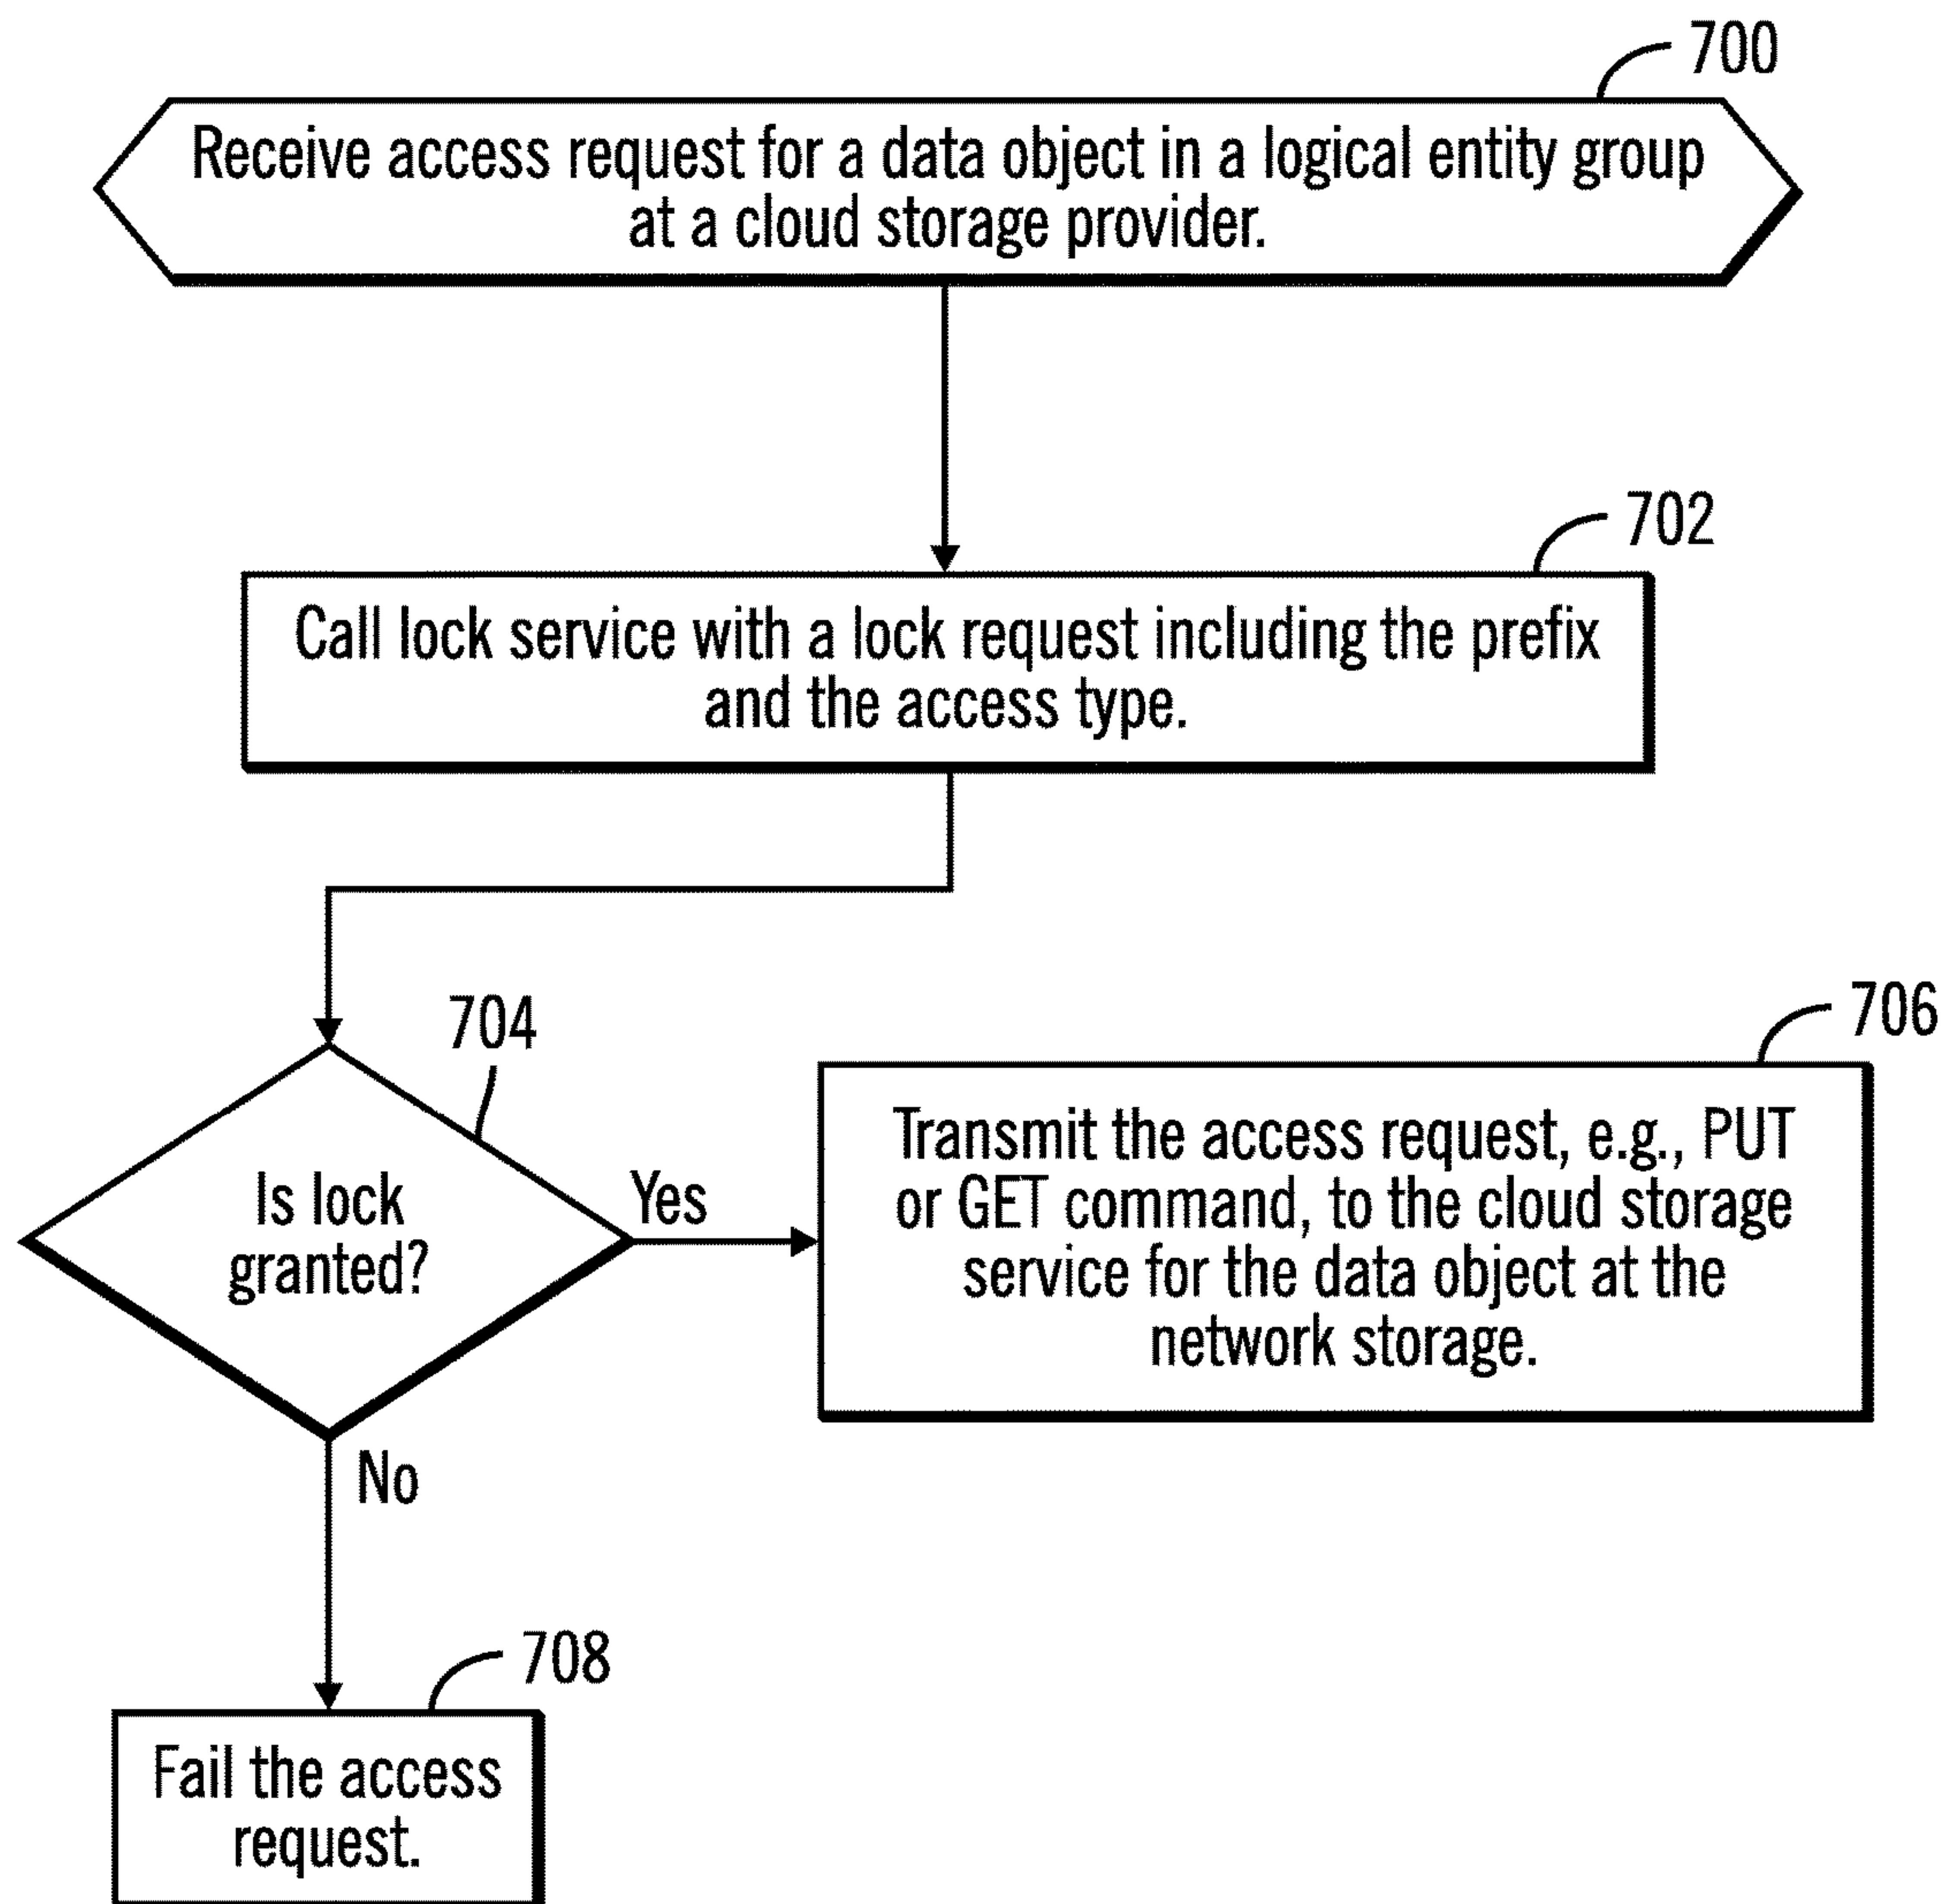 700
Receive access request for a data object in a logical entity group
at a cloud storage provider.
702
Call lock service with a lock request including the prefix
and the access type.
704
Is lock
granted?
Yes
706
Transmit the access request, e.g., PUT
or GET command, to the cloud storage
service for the data object at the
network storage.
No
708
Fail the access
request.